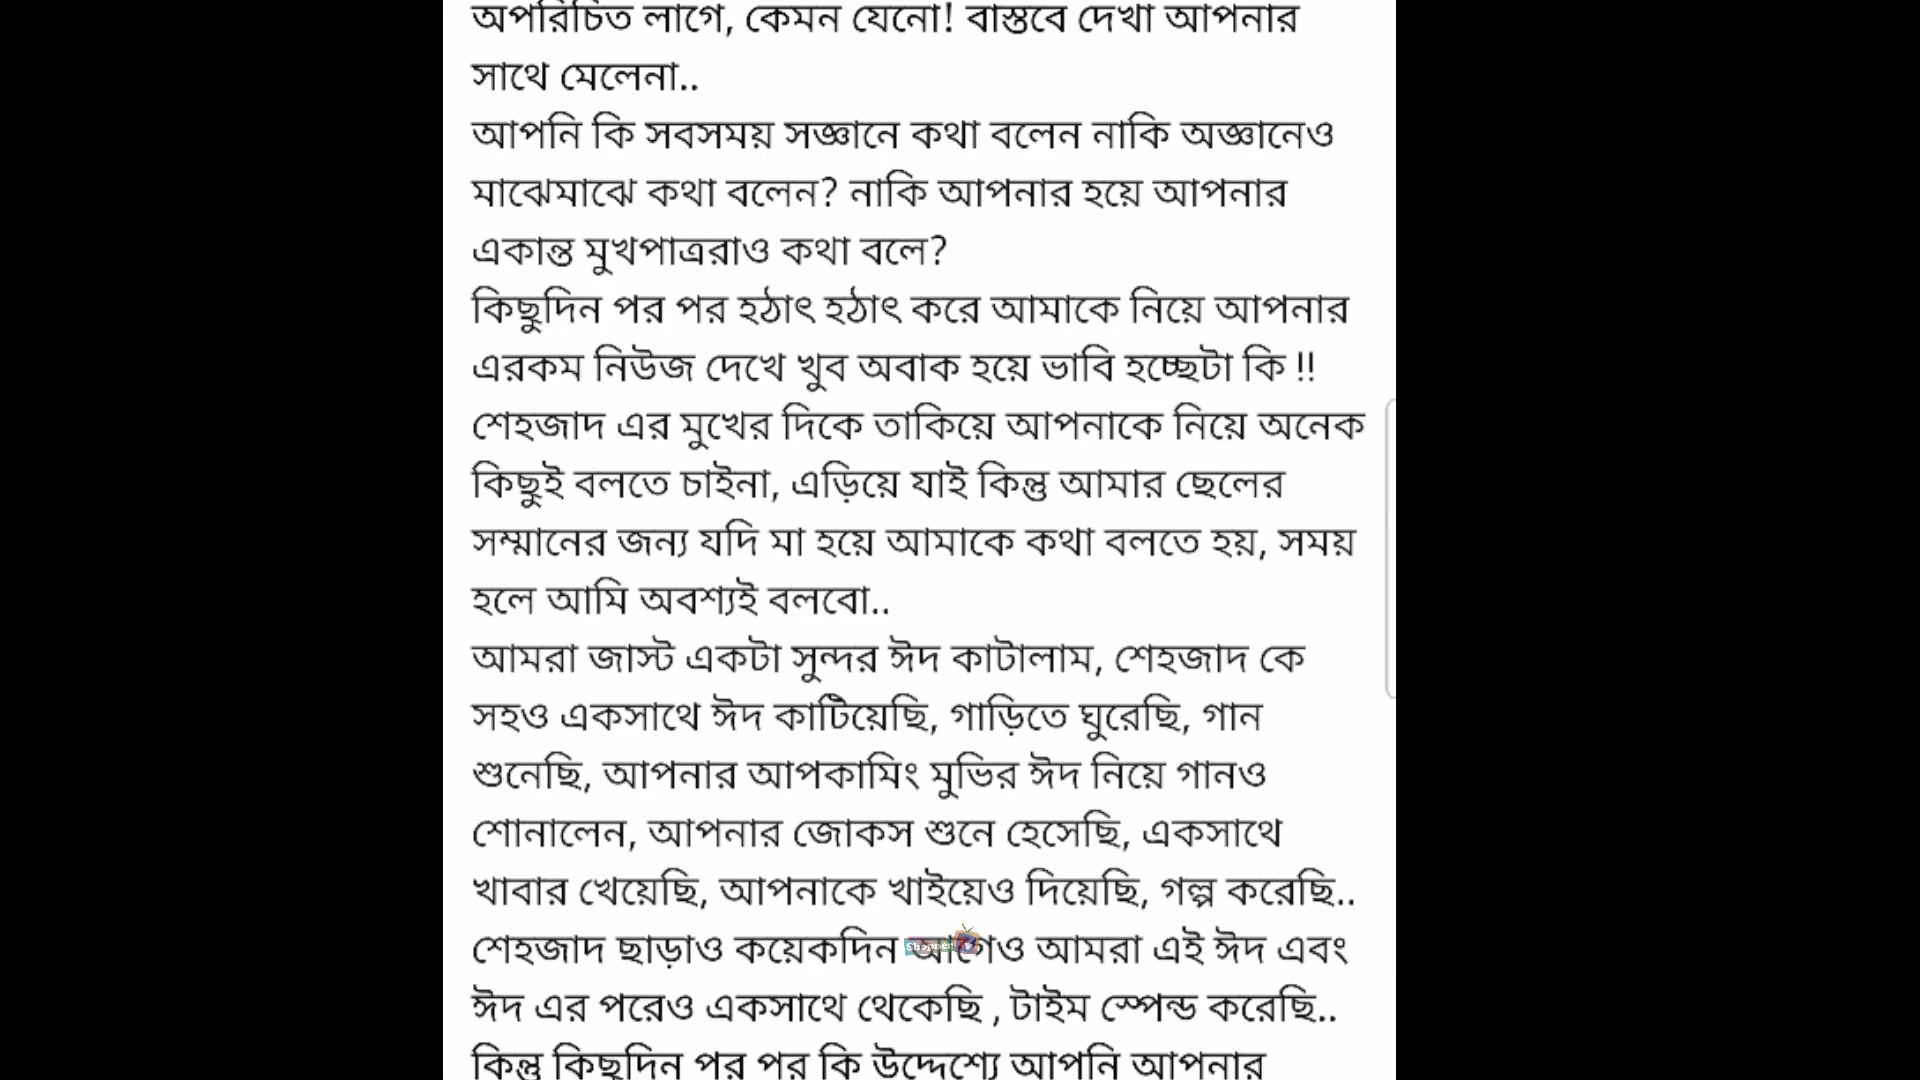 অপরিচিত লাগে, কেমন যেনো! বাস্তবে দেখা আপনার
সাথে মেলেনা..
আপনি কি সবসময় সজ্ঞানে কথা বলেন নাকি অজ্ঞানেও
মাঝেমাঝে কথা বলেন? নাকি আপনার হয়ে আপনার
একান্ত মুখপাত্ররাও কথা বলে?
কিছুদিন পর পর হঠাৎ হঠাৎ করে আমাকে নিয়ে আপনার
এরকম নিউজ দেখে খুব অবাক হয়ে ভাবি হচ্ছেটা কি !!
শেহজাদ এর মুখের দিকে তাকিয়ে আপনাকে নিয়ে অনেক
কিছুই বলতে চাইনা, এড়িয়ে যাই কিন্তু আমার ছেলের
সম্মানের জন্য যদি মা হয়ে আমাকে কথা বলতে হয়, সময়
হলে আমি অবশ্যই বলবো..
আমরা জাস্ট একটা সুন্দর ঈদ কাটালাম, শেহজাদ কে
সহও একসাথে ঈদ কাটিয়েছি, গাড়িতে ঘুরেছি, গান
শুনেছি, আপনার আপকামিং মুভির ঈদ নিয়ে গানও
শোনালেন, আপনার জোকস শুনে হেসেছি, একসাথে
খাবার খেয়েছি, আপনাকে খাইয়েও দিয়েছি, গল্প করেছি..
শেহজাদ ছাড়াও কয়েকদিন আগেও আমরা এই ঈদ এবং
ঈদ এর পরেও একসাথে থেকেছি , টাইম স্পেন্ড করেছি..
কিন্তু কিছুদিন পর পর কি উদ্দেশ্যে আপনি আপনার